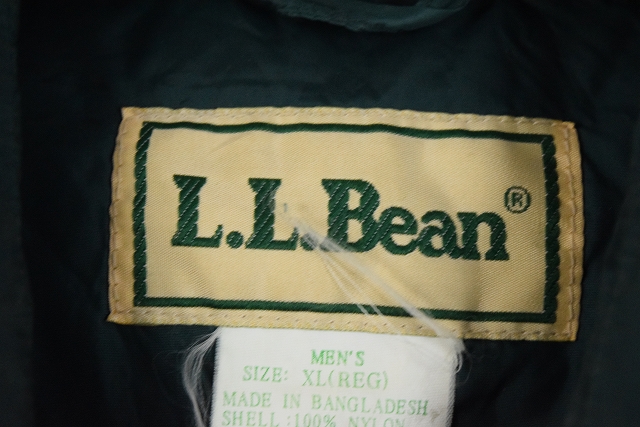 L.L.Bean®
MEN'S
SIZE: XL(REG)
MADE IN BANGLADESH
SHELL:100% NYLON